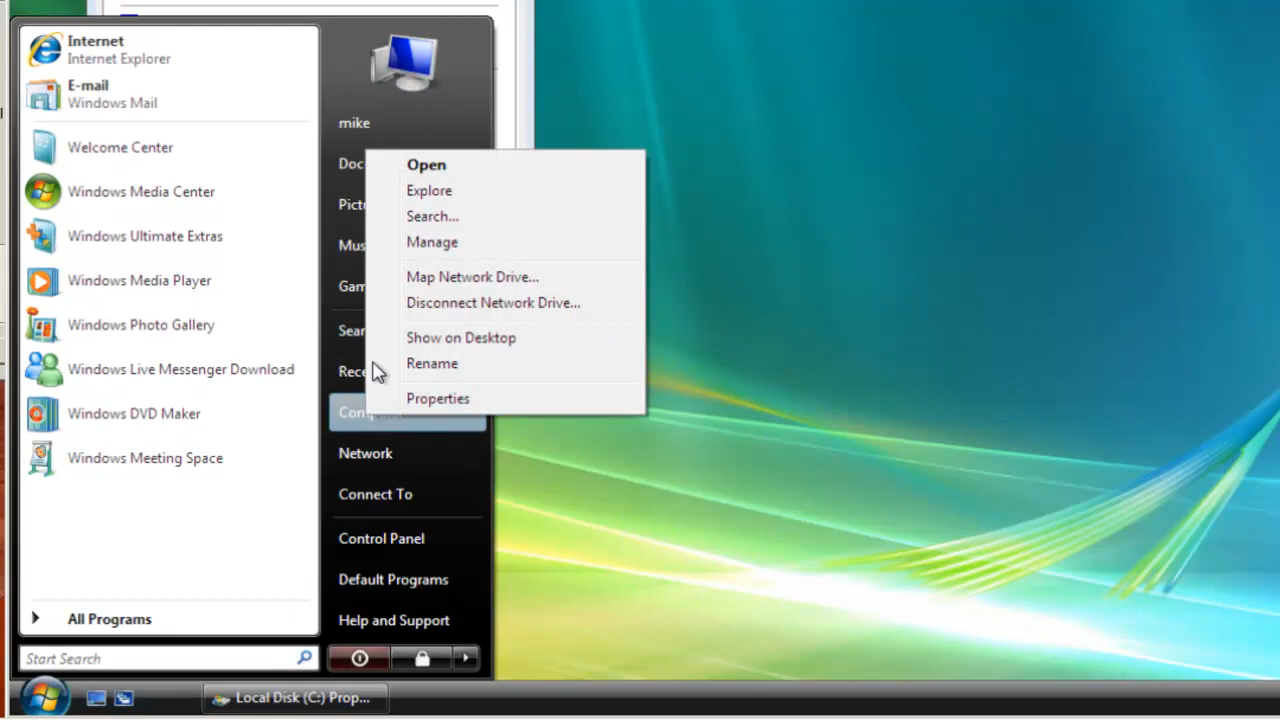 Internet
Internet Explorer
E-mail
Windows Mail
Welcome Center
Windows Media Center
Windows Ultimate Extras
Windows Media Player
Windows Photo Gallery
Windows Live Messenger Download
Windows DVD Maker
Windows Meeting Space
All Programs
Start Search
mike
Doc
Pictu
Mus
Gam
Sear
Rece
Com
Network
Connect To
Control Panel
Default Programs
Help and Support
Open
Explore
Search...
Manage
Map Network Drive...
Disconnect Network Drive...
Show on Desktop
Rename
Properties
Local Disk (C:) Prop...